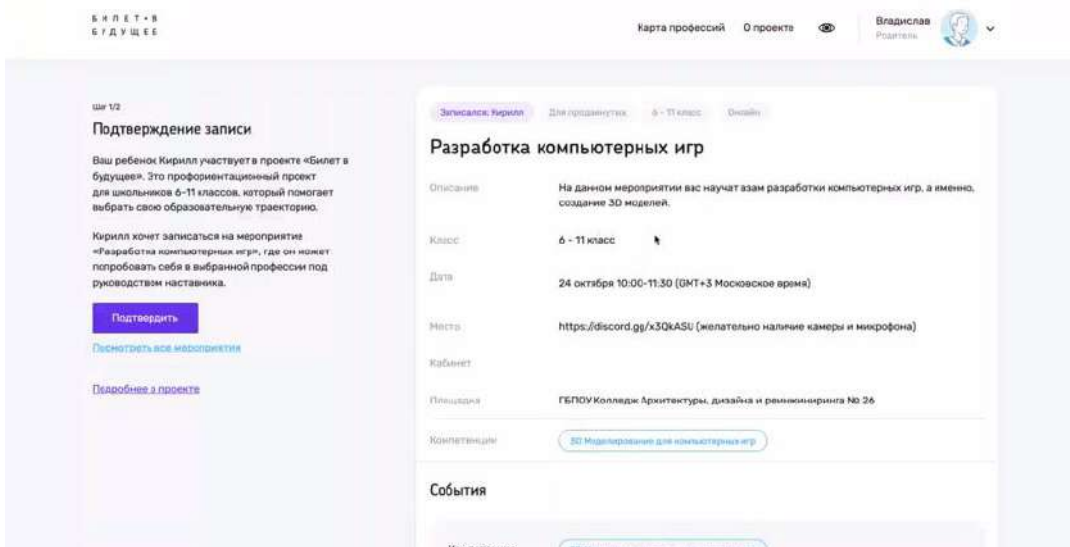 БИЛЕТ•В
БУДУЩЕЕ
Карта профессий О проекте Владислав
Родитель
Шаг 1/2
Подтверждение записи
Ваш ребенок Кирилл участвует в проекте «Билет в
будущее». Это профориентационный проект
для школьников 6-11 классов, который помогает
выбрать свою образовательную траекторию.
Кирилл хочет записаться на мероприятие
«Разработка компьютерных игр», где он может
попробовать себя в выбранной профессии под
руководством наставника.
Подтвердить
Посмотреть все мероприятия
Подробнее о проекте
Записался: Кирилл Для продвинутых 6 - 11 класс Онлайн
Разработка компьютерных игр
Описание На данном мероприятии вас научат азам разработки компьютерных игр, а именно,
создание 3D моделей.
Класс 6 - 11 класс
Дата 24 октября 10:00-11:30 (GMT+3 Московское время)
Место https://discord.gg/x3QkASU (желательно наличие камеры и микрофона)
Кабинет
Площадка ГБПОУ Колледж Архитектуры, дизайна и реинжиниринга № 26
Компетенции 3D Моделирование для компьютерных игр
События